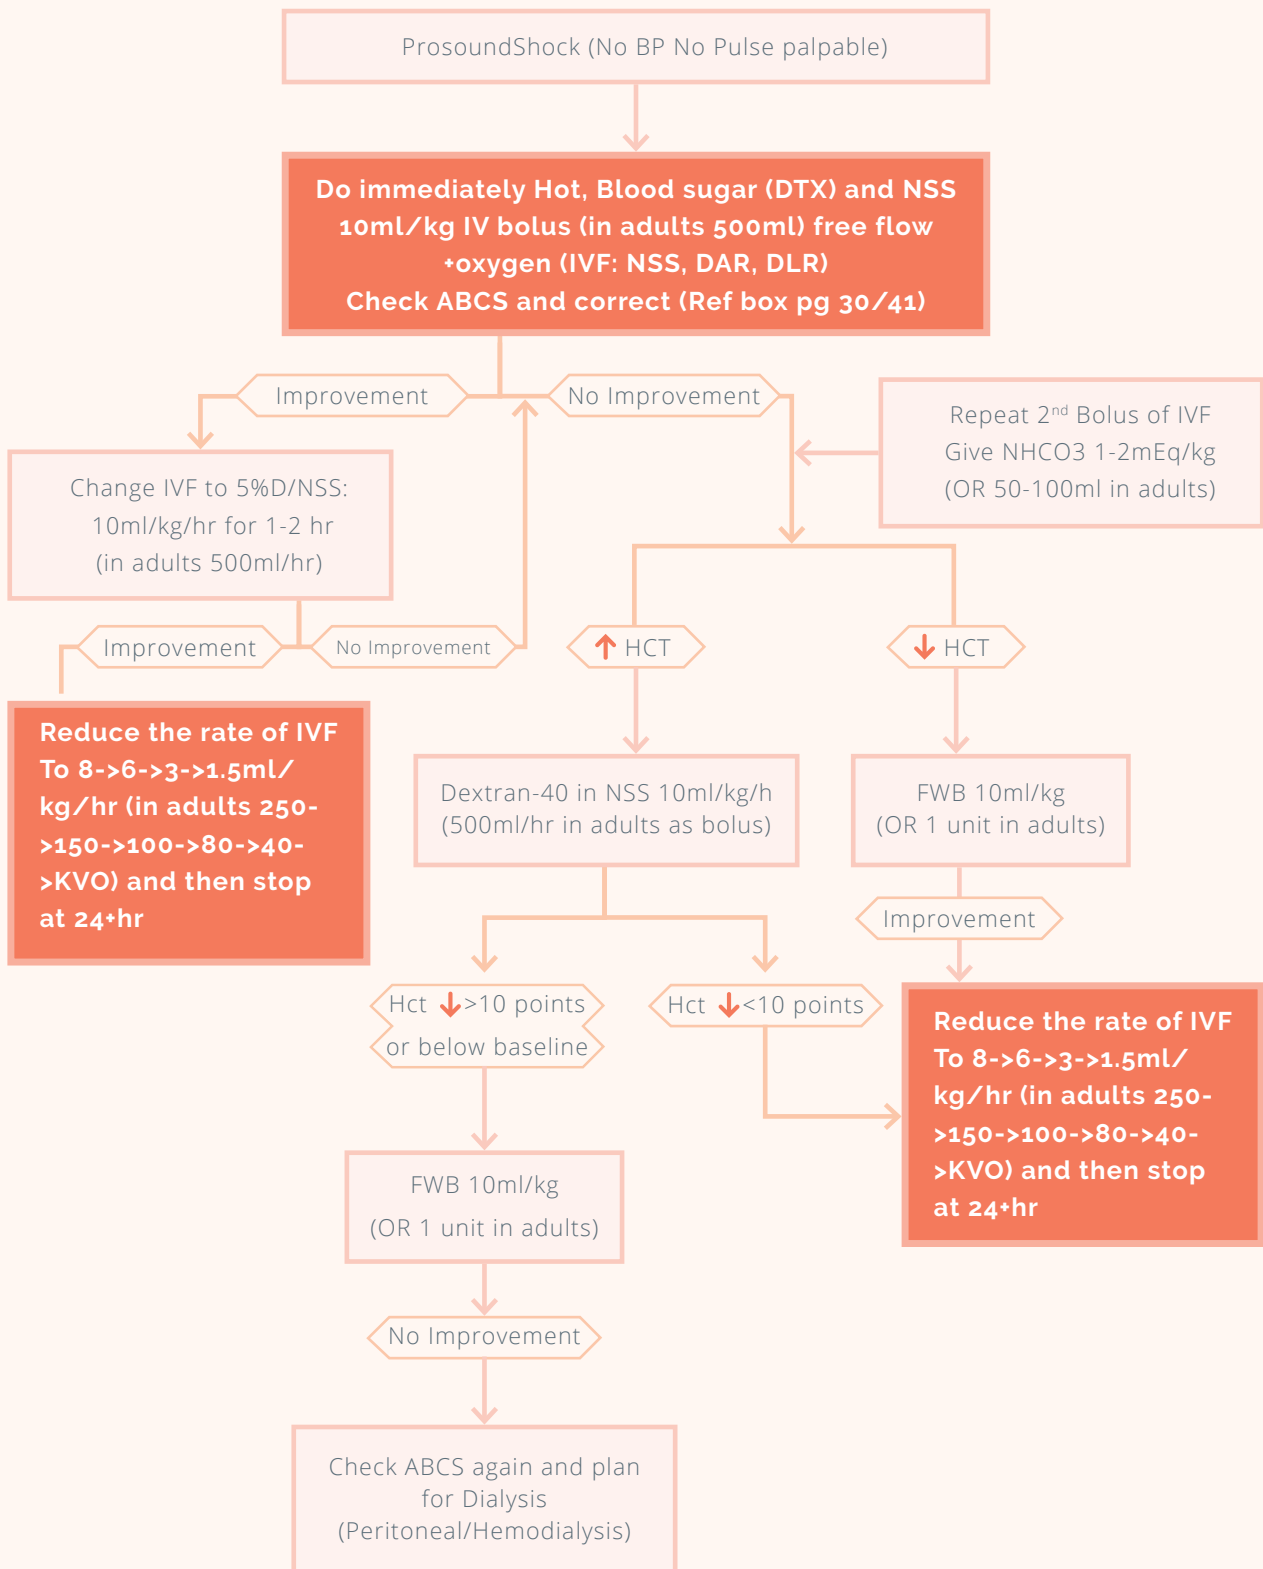 ProsoundShock (No BP No Pulse palpable)
Do immediately Hot, Blood sugar (DTX) and NSS
10ml/kg IV bolus (in adults 500ml) free flow
+oxygen (IVF: NSS, DAR, DLR)
Check ABCS and correct (Ref box pg 30/41)
Improvement
No Improvement
Repeat 2nd Bolus of IVF
Give NHCO3 1-2mEq/kg
(OR 50-100ml in adults)
Change IVF to 5%D/NSS:
10ml/kg/hr for 1-2 hr
(in adults 500ml/hr)
Improvement
No Improvement
↑ HCT
↓ HCT
Reduce the rate of IVF
To 8->6->3->1.5ml/
kg/hr (in adults 250-
>150->100->80->40-
>KVO) and then stop
at 24+hr
Dextran-40 in NSS 10ml/kg/h
(500ml/hr in adults as bolus)
FWB 10ml/kg
(OR 1 unit in adults)
Improvement
Hct ↓>10 points
or below baseline
Hct ↓<10 points
Reduce the rate of IVF
To 8->6->3->1.5ml/
kg/hr (in adults 250-
>150->100->80->40-
>KVO) and then stop
at 24+hr
FWB 10ml/kg
(OR 1 unit in adults)
No Improvement
Check ABCS again and plan
for Dialysis
(Peritoneal/Hemodialysis)